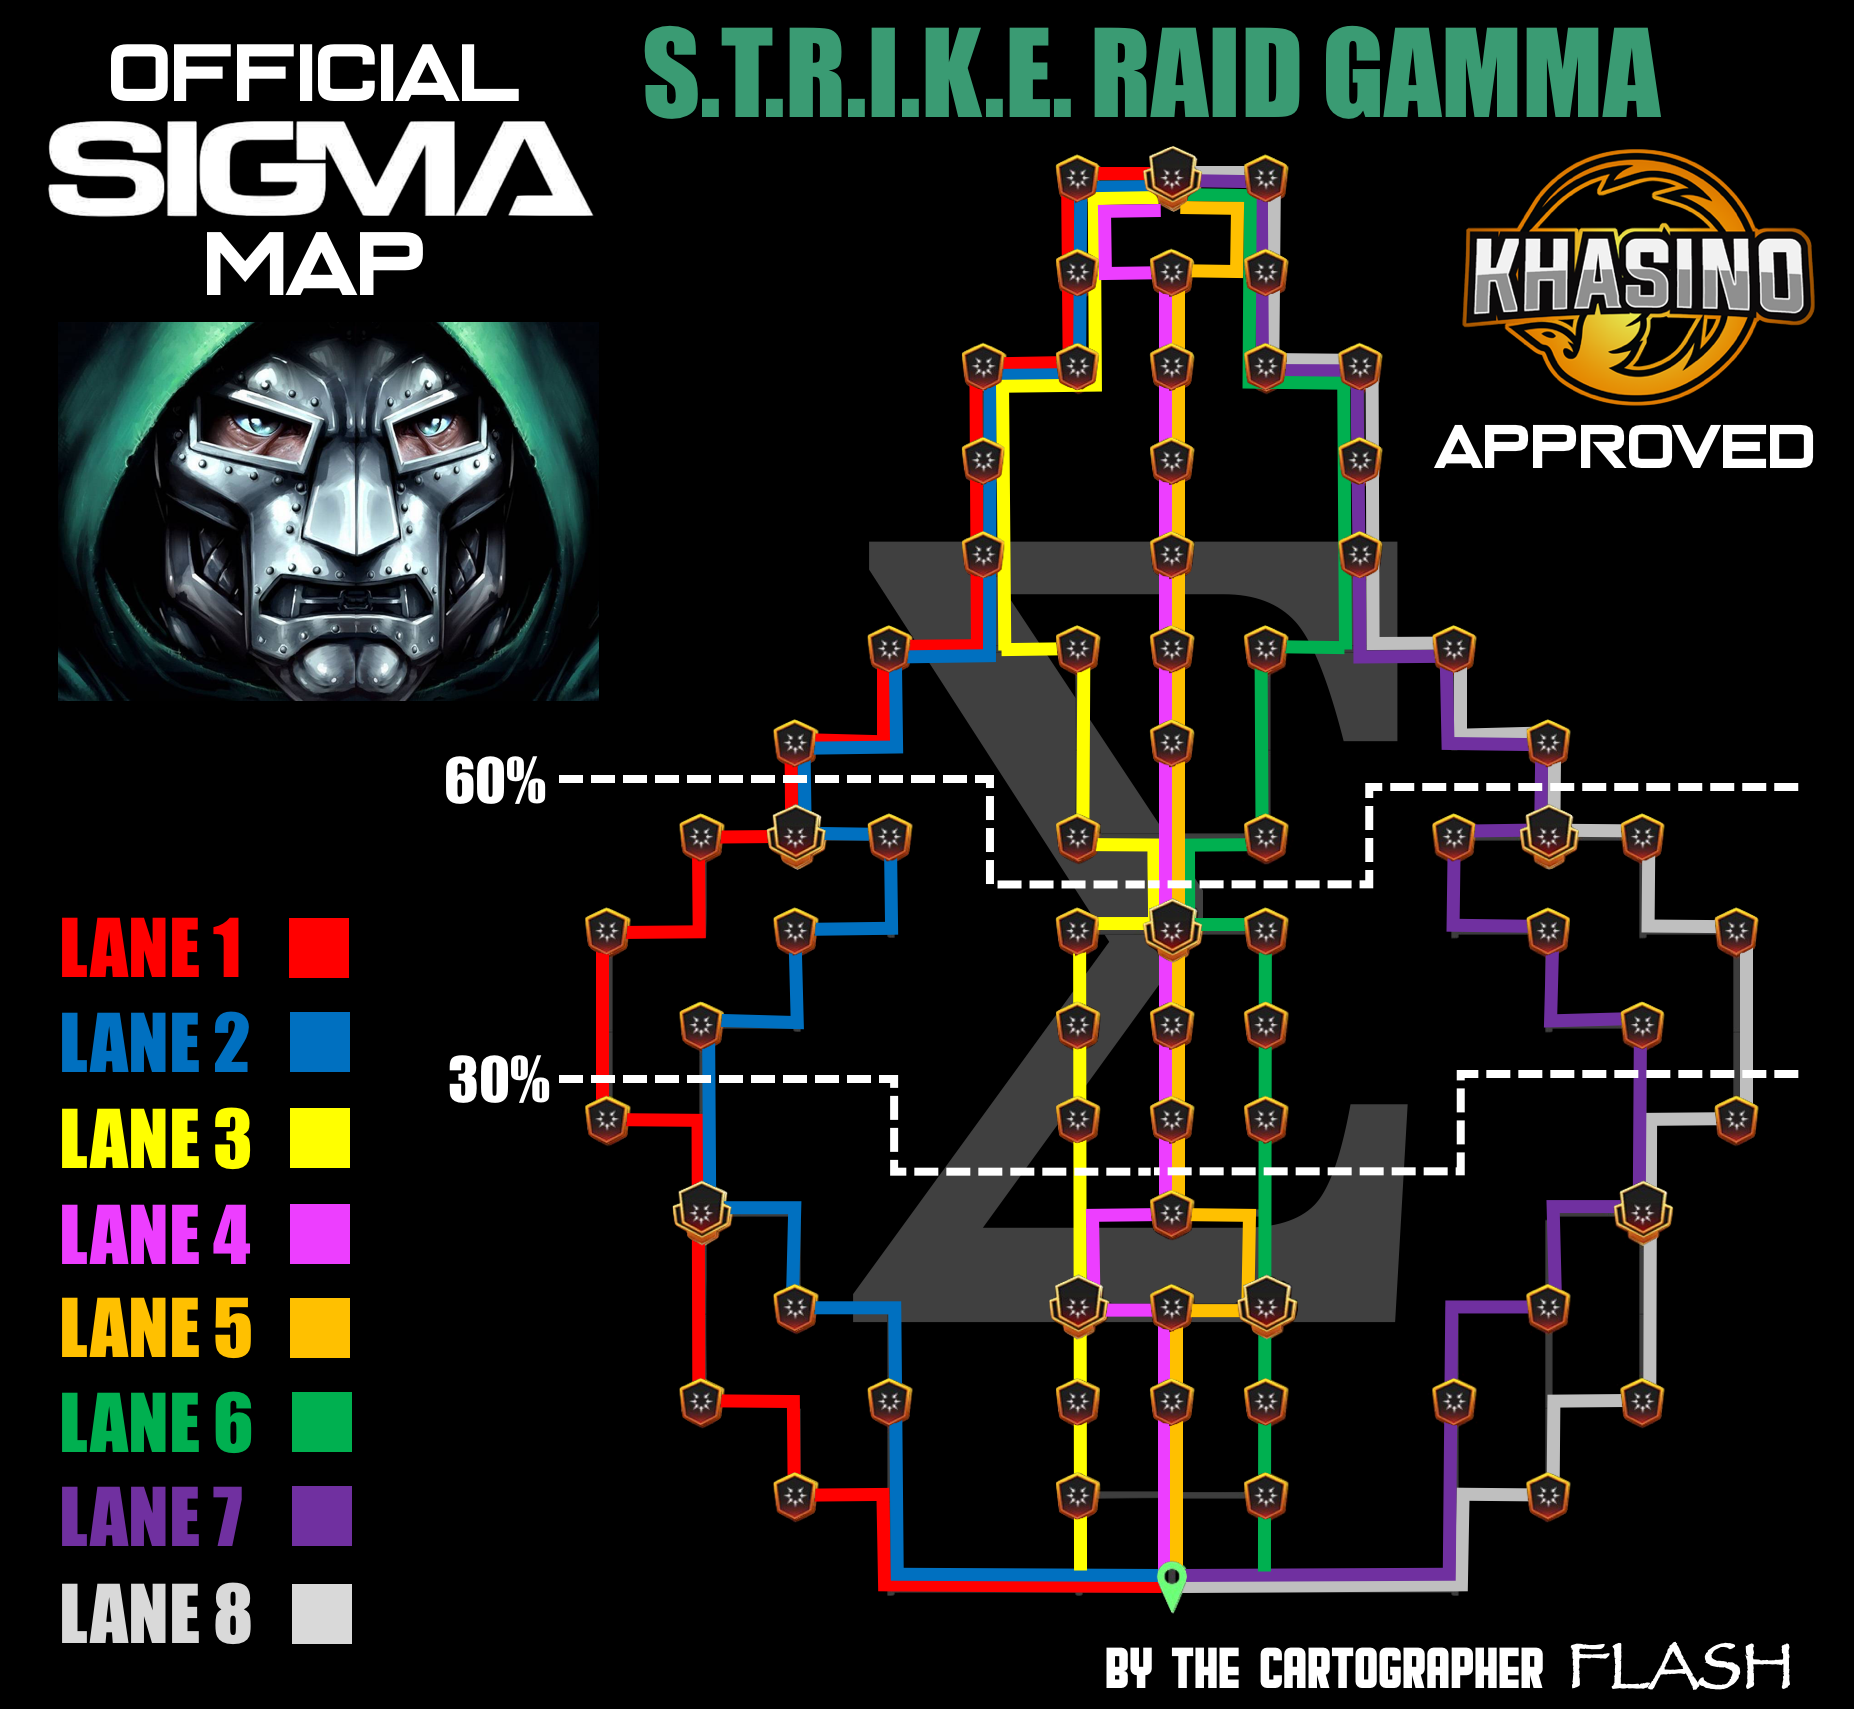 OFFICIAL
SIGMA
MAP
S.T.R.I.K.E. RAID GAMMA
KHASINO
APPROVED
60%
30%
LANE 1
LANE 2
LANE 3
LANE 4
LANE 5
LANE 6
LANE 7
LANE 8
BY THE CARTOGRAPHER FLASH